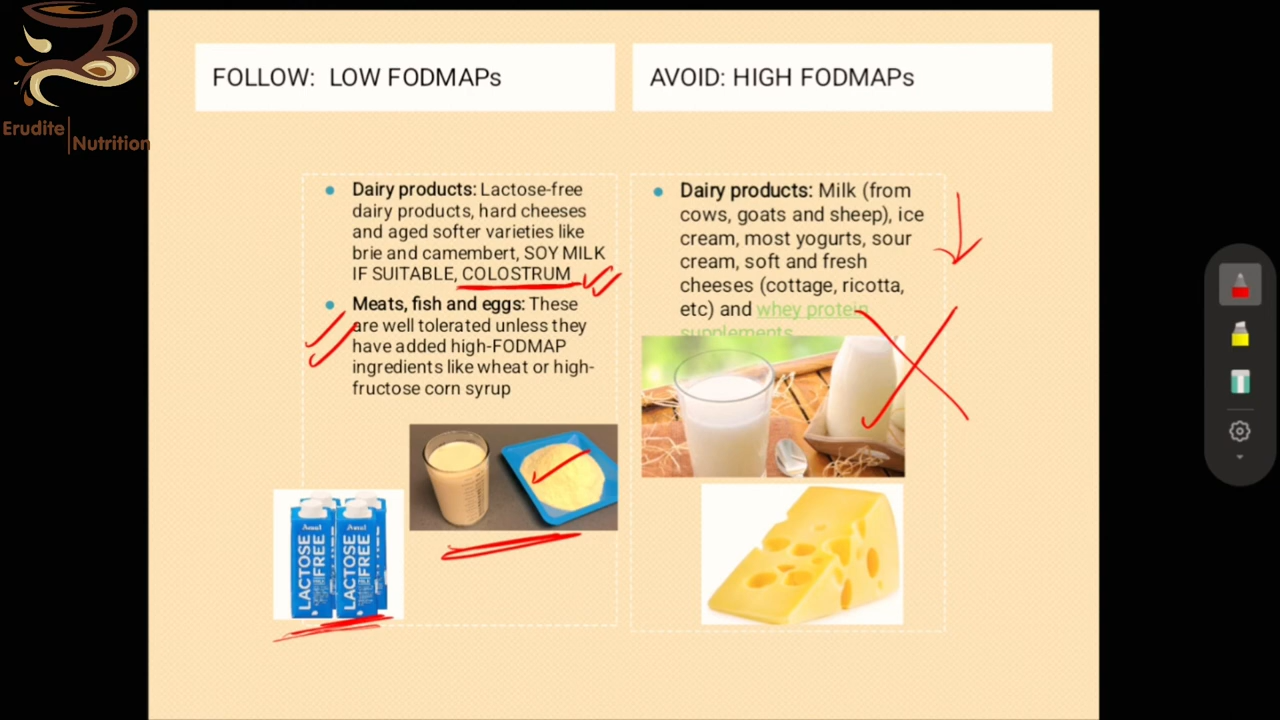 Erudite
Nutrition
FOLLOW: LOW FODMAPs
AVOID: HIGH FODMAPs
Dairy products: Lactose-free
dairy products, hard cheeses
and aged softer varieties like
brie and camembert, SOY MILK
IF SUITABLE, COLOSTRUM
Meats, fish and eggs: These
are well tolerated unless they
have added high-FODMAP
ingredients like wheat or high-
fructose corn syrup
Dairy products: Milk (from
cows, goats and sheep), ice
cream, most yogurts, sour
cream, soft and fresh
cheeses (cottage, ricotta,
etc) and whey protein
supplements
LACTOSE
FREE
LACTOSE
FREE